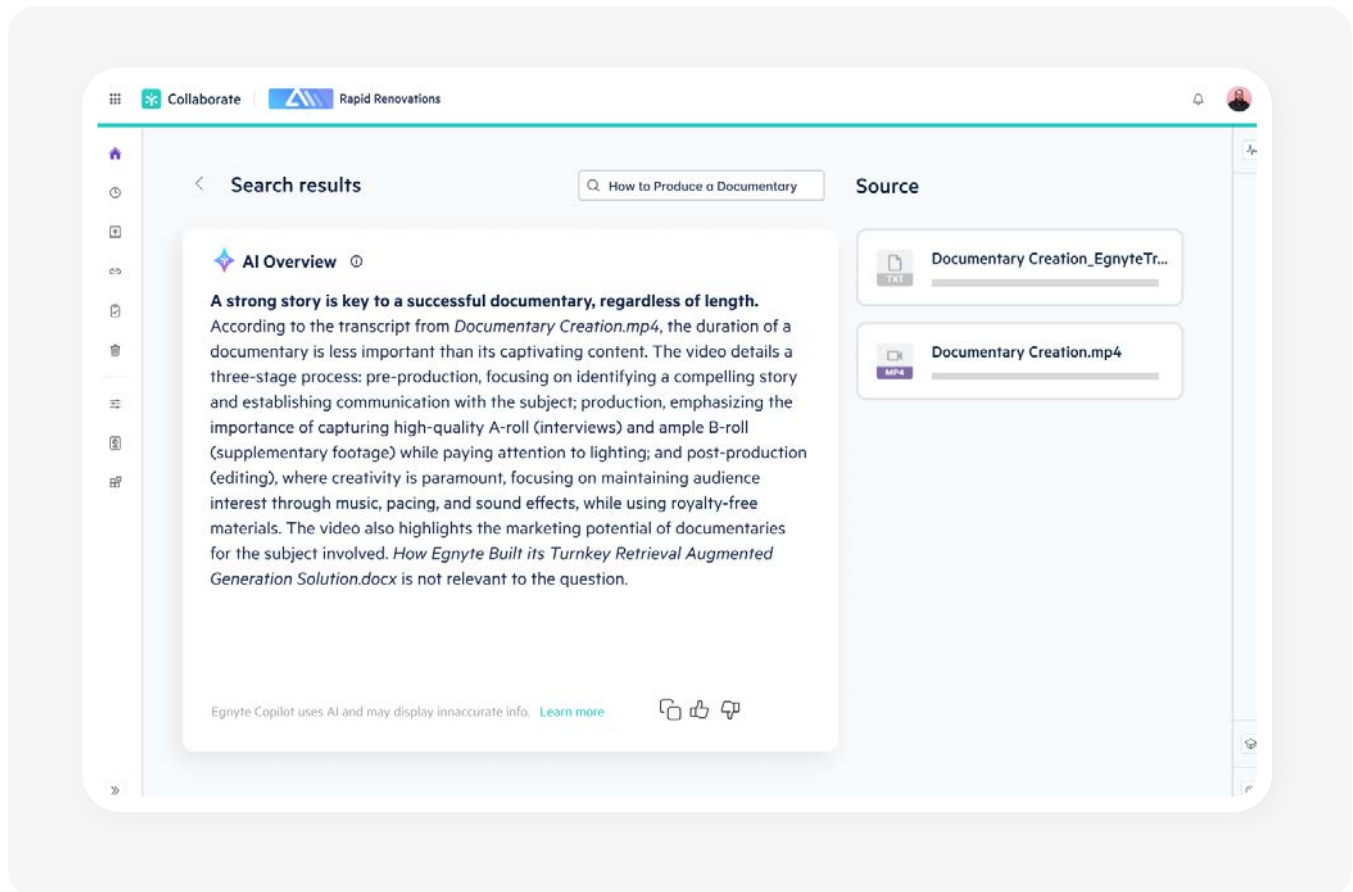 Collaborate
Rapid Renovations
Search results
How to Produce a Documentary
Source
AI Overview
A strong story is key to a successful documentary, regardless of length.
According to the transcript from Documentary Creation.mp4, the duration of a
documentary is less important than its captivating content. The video details a
three-stage process: pre-production, focusing on identifying a compelling story
and establishing communication with the subject; production, emphasizing the
importance of capturing high-quality A-roll (interviews) and ample B-roll
(supplementary footage) while paying attention to lighting; and post-production
(editing), where creativity is paramount, focusing on maintaining audience
interest through music, pacing, and sound effects, while using royalty-free
materials. The video also highlights the marketing potential of documentaries
for the subject involved. How Egnyte Built its Turnkey Retrieval Augmented
Generation Solution.docx is not relevant to the question.
Egnyte Copilot uses AI and may display innaccurate info. Learn more
Documentary Creation_EgnyteTr...
TXT
Documentary Creation.mp4
MP4